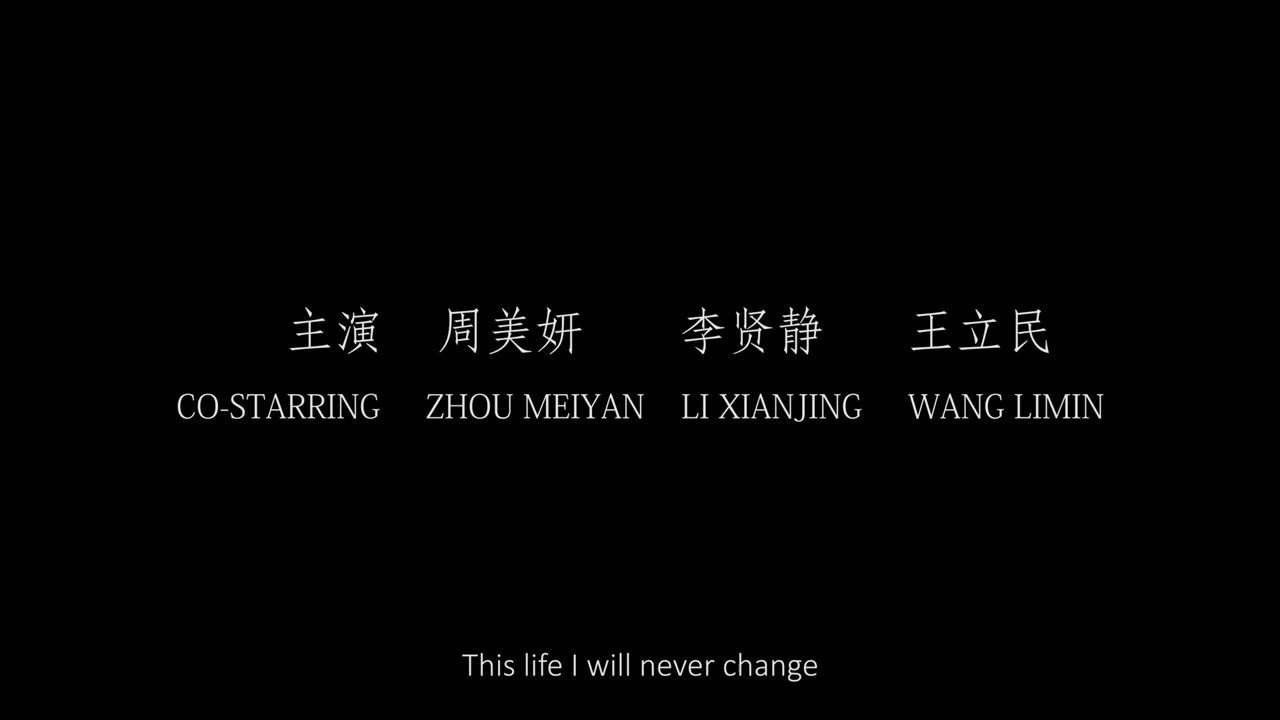 主演 周美妍 李贤静 王立民
CO-STARRING ZHOU MEIYAN LI XIANJING WANG LIMIN
This life I will never change